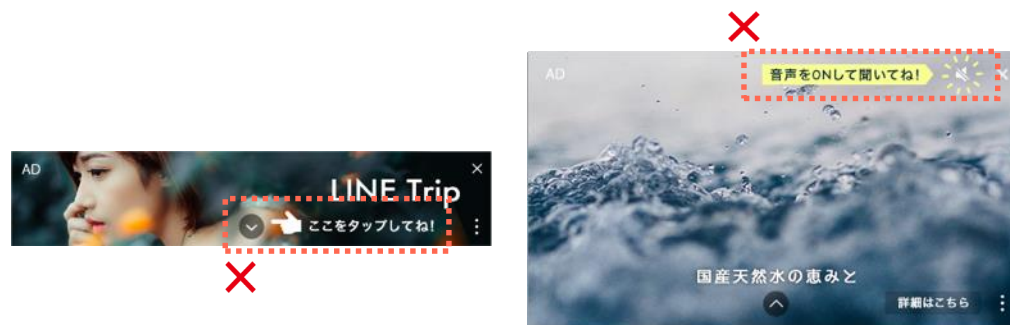 AD
LINE Trip
ここをタップしてね!
AD
音声をONして聞いてね!
国産天然水の恵みと
詳細はこちら